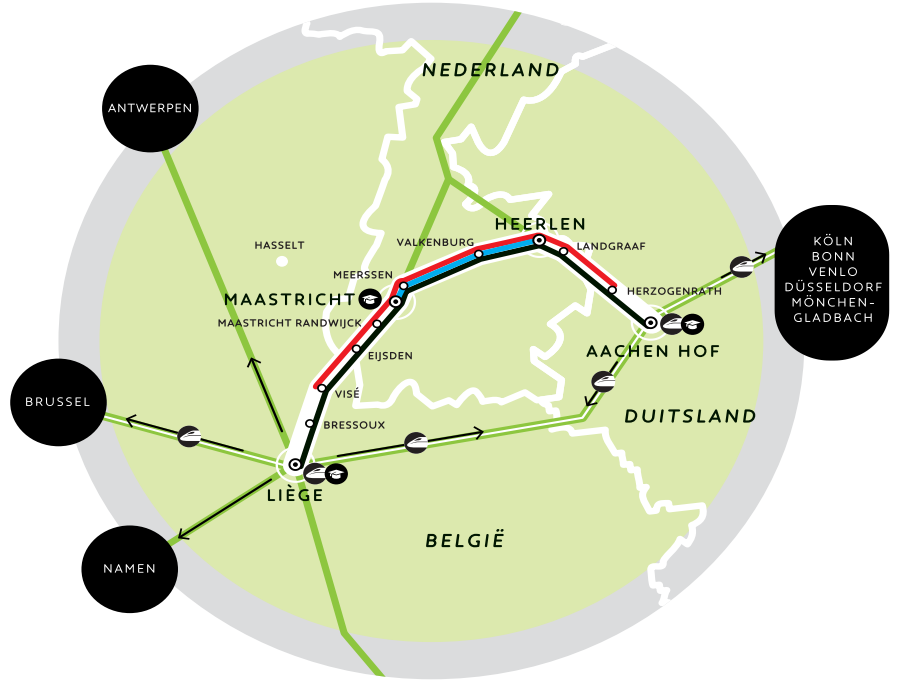 NEDERLAND
ANTWERPEN
HEERLEN
HASSELT
VALKENBURG
LANDGRAAF
KÖLN
BONN
VENLO
DÜSSELDORF
MÖNCHEN-
GLADBACH
MEERSSEN
MAASTRICHT
HERZOGENRATH
MAASTRICHT RANDWIJCK
AACHEN HOF
EIJSDEN
VISÉ
BRUSSEL
DUITSLAND
BRESSOUX
LIÈGE
BELGIË
NAMEN